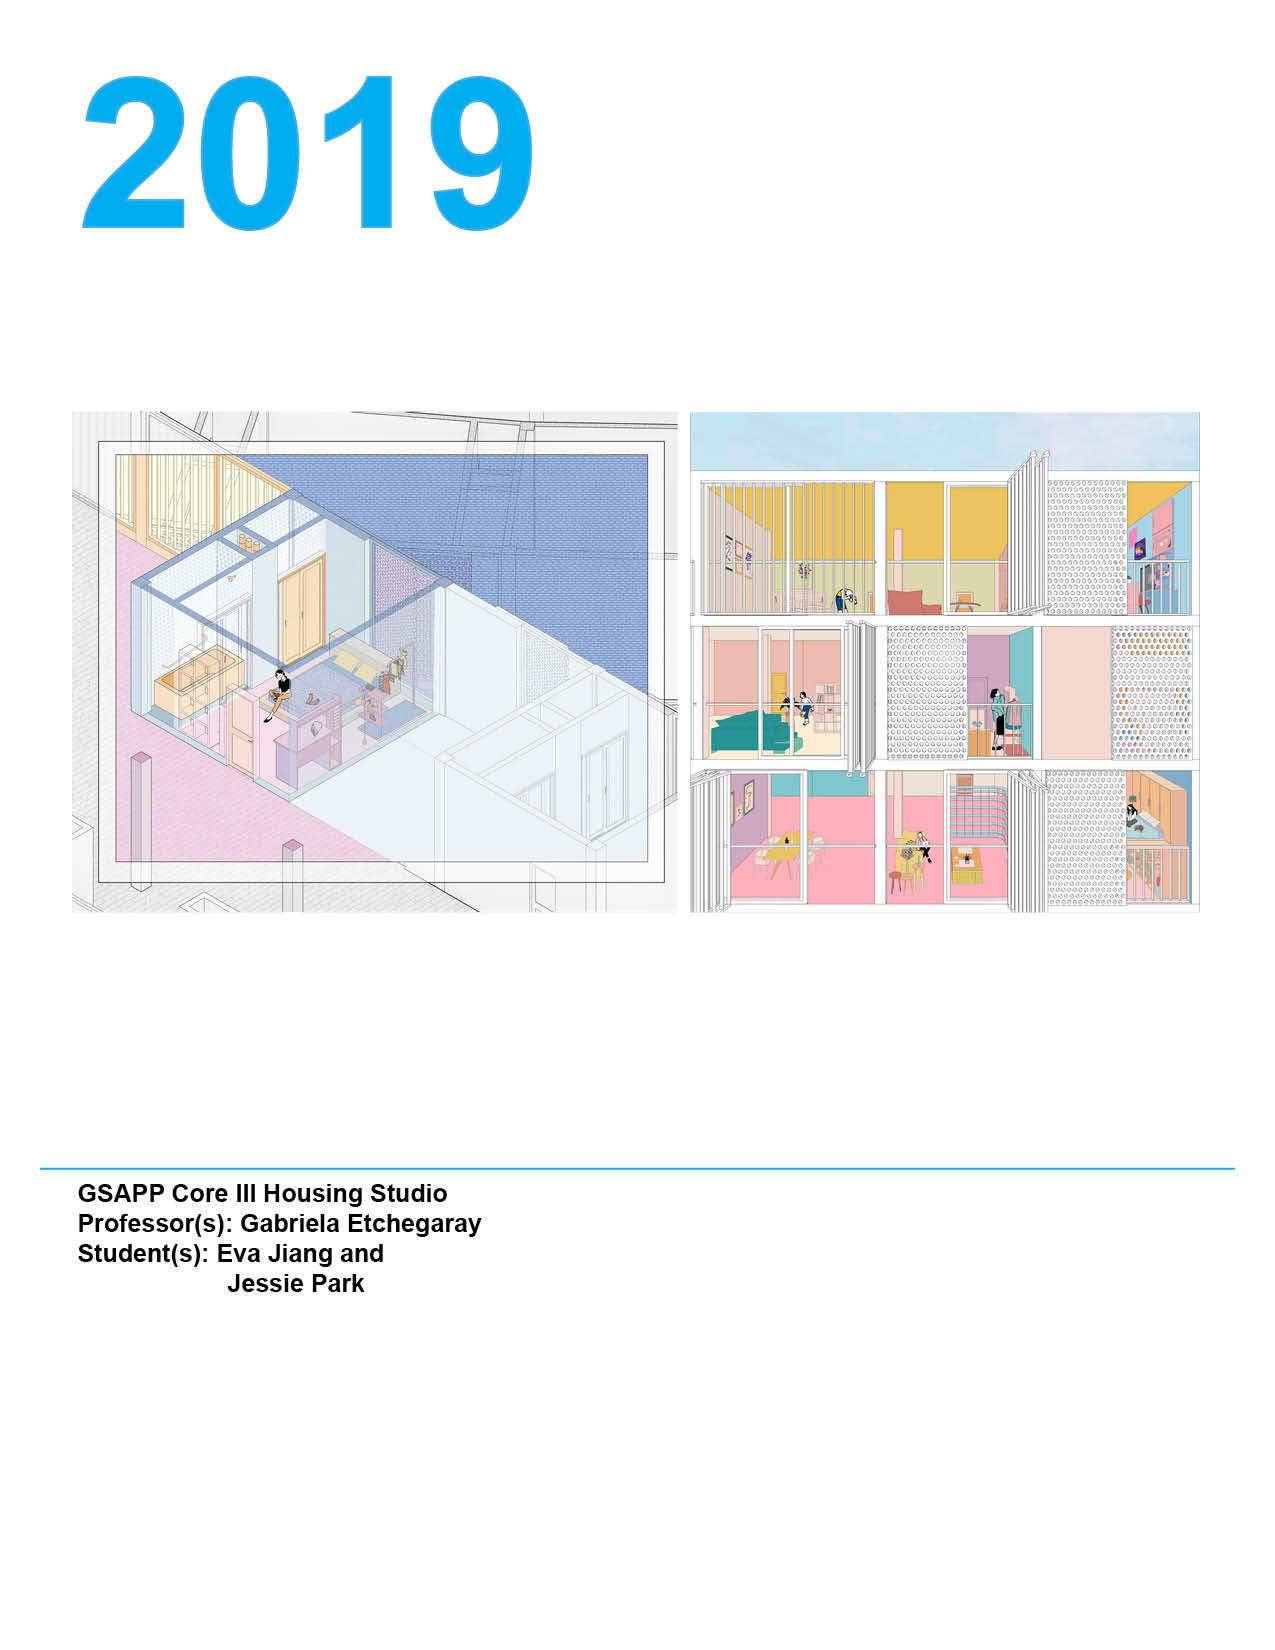 2019
GSAPP Core III Housing Studio
Professor(s): Gabriela Etchegaray
Student(s): Eva Jiang and
Jessie Park